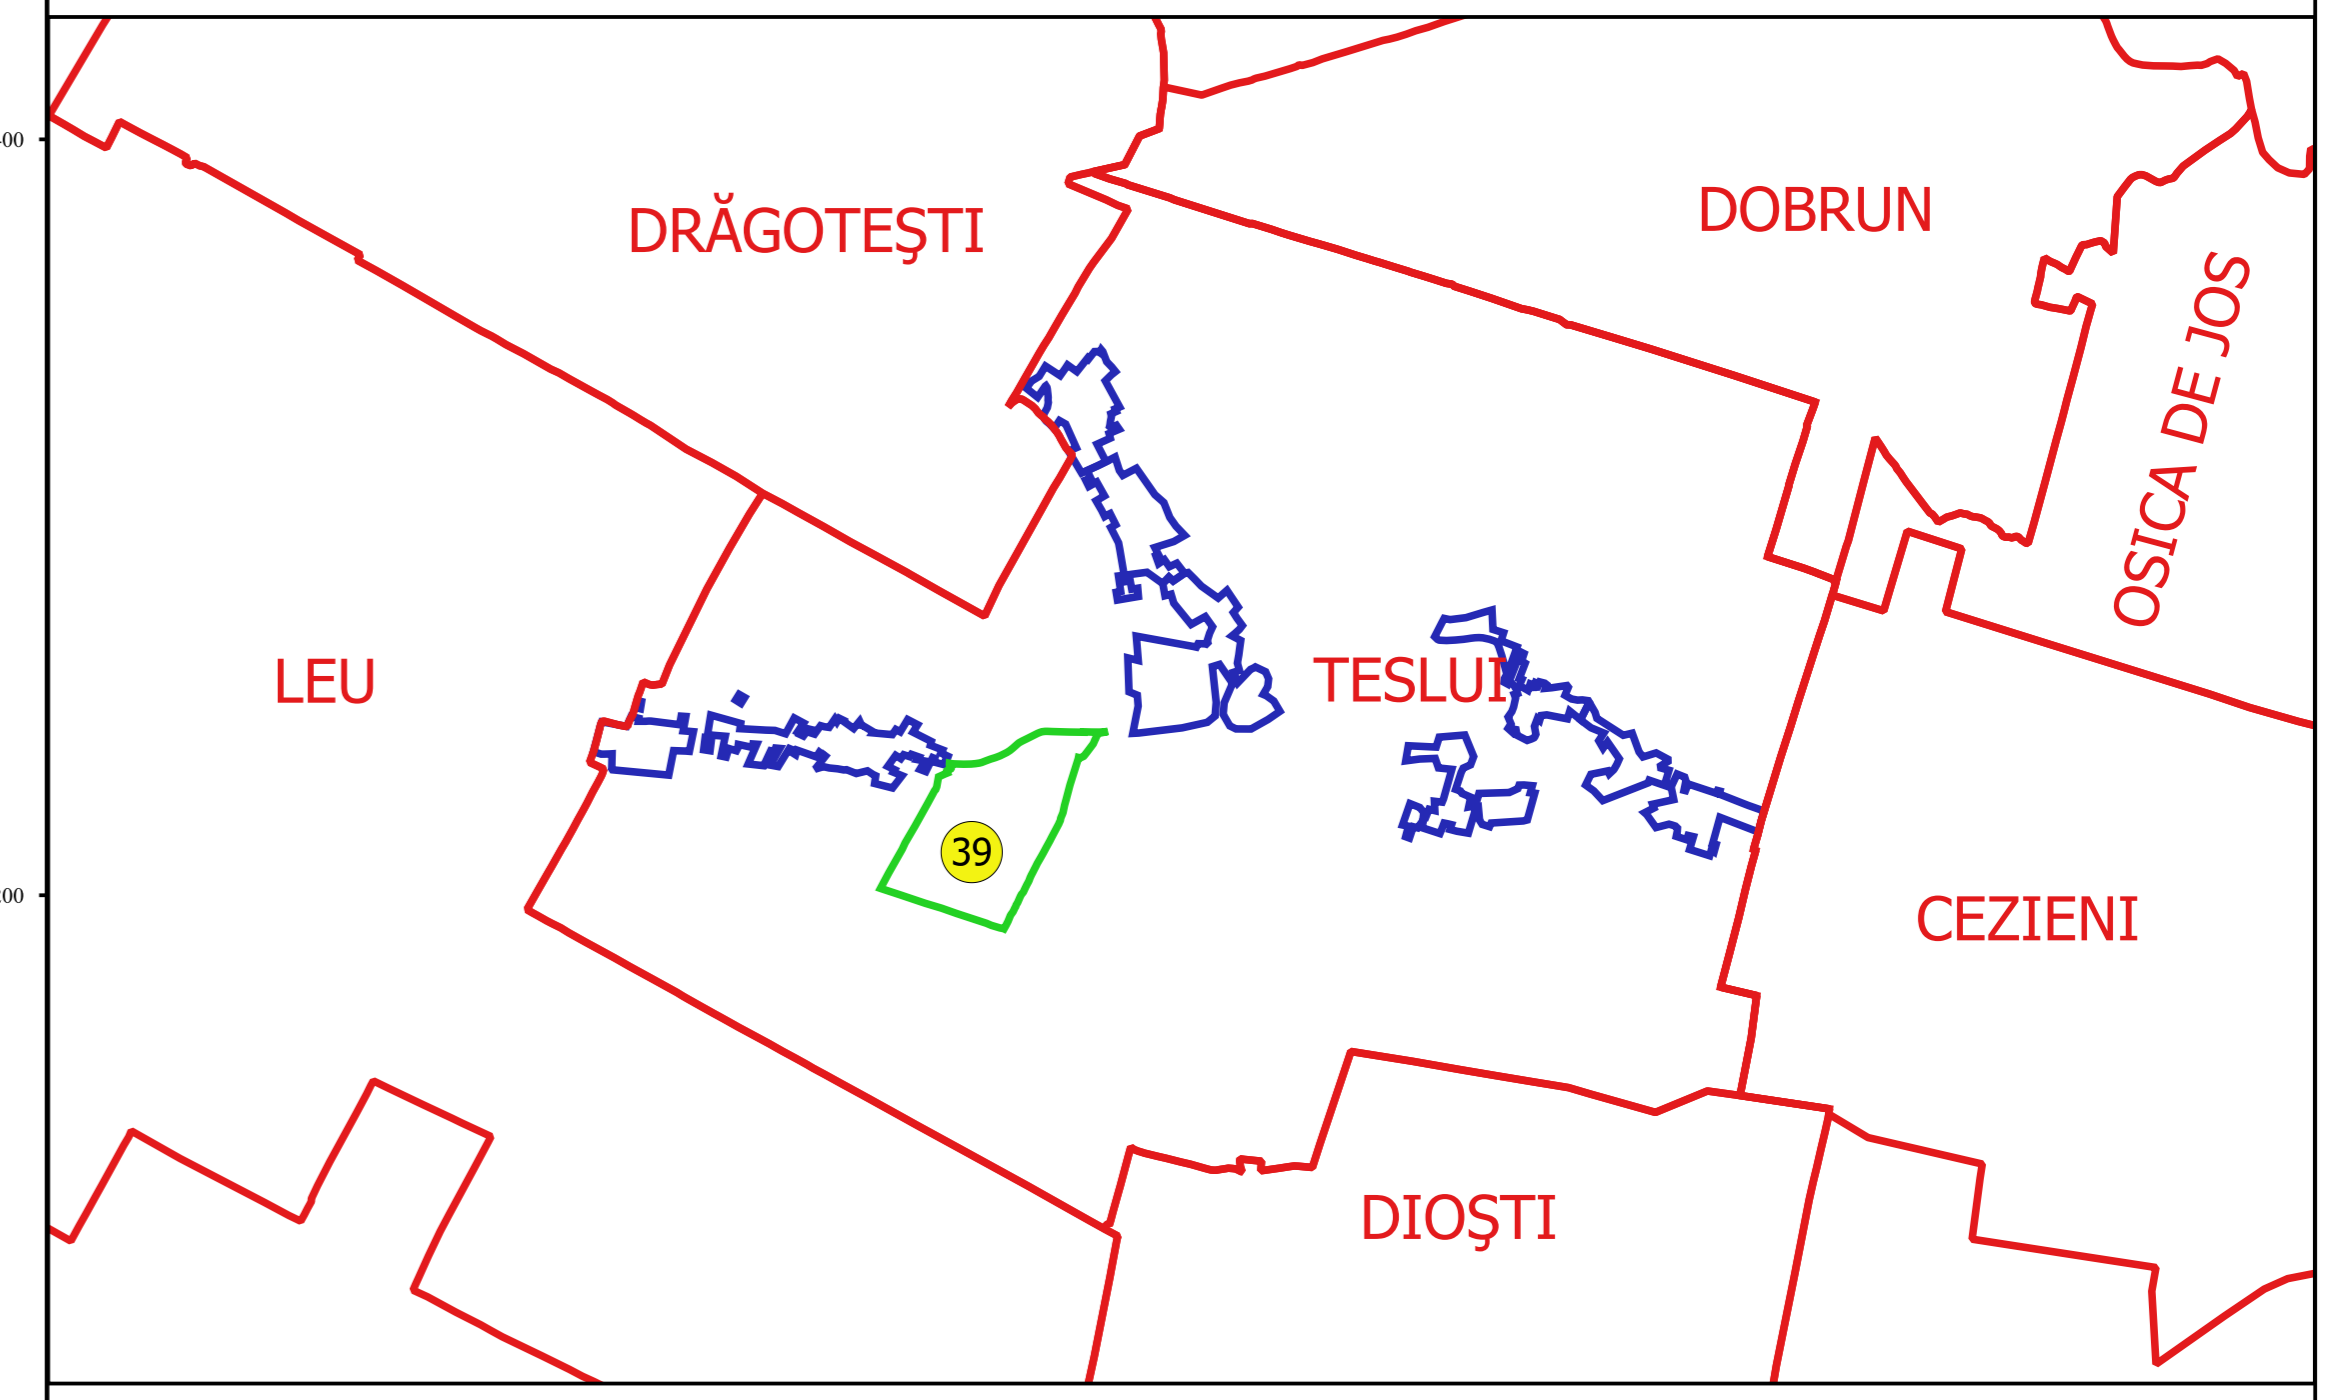 DRĂGOTEŞTI
DOBRUN
OSICA DE JOS
LEU
TESLUI
39
CEZIENI
DIOŞTI